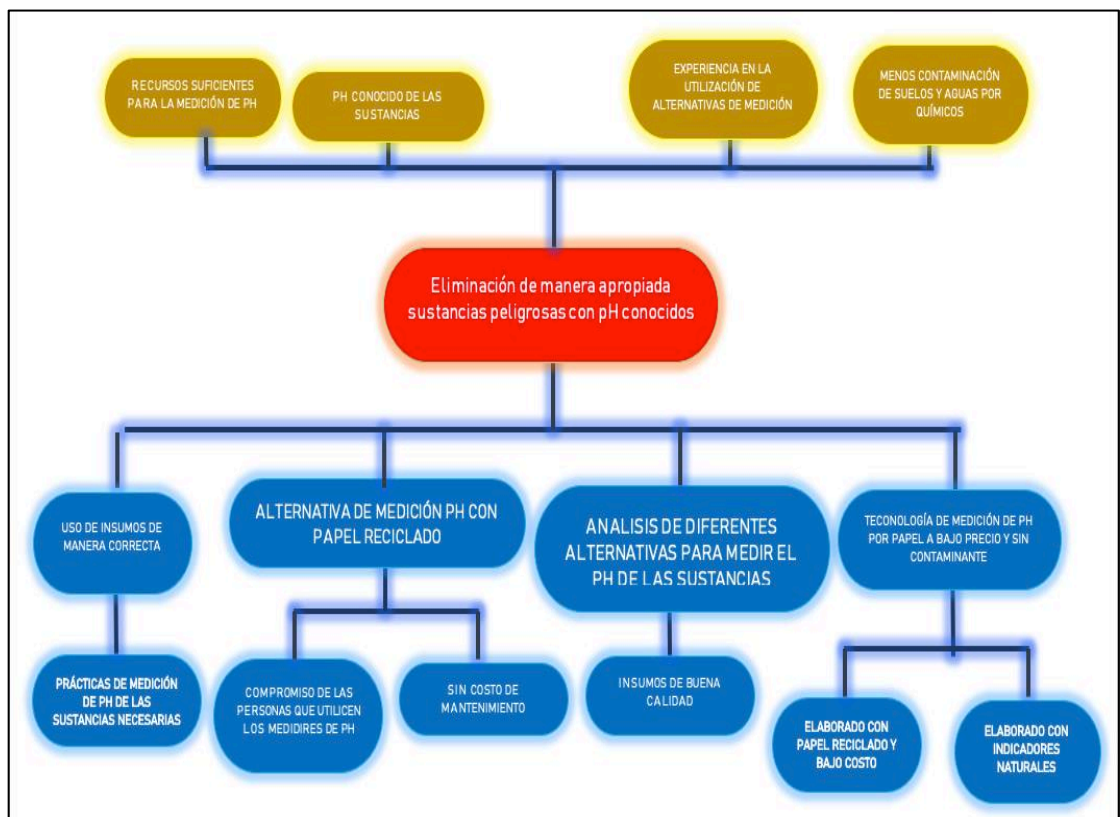 RECURSOS SUFICIENTES
PARA LA MEDICIÓN DE PH
PH CONOCIDO DE LAS
SUSTANCIAS
EXPERIENCIA EN LA
UTILIZACIÓN DE
ALTERNATIVAS DE MEDICIÓN
MENOS CONTAMINACIÓN
DE SUELOS Y AGUAS POR
QUÍMICOS
Eliminación de manera apropiada
sustancias peligrosas con pH conocidos
USO DE INSUMOS DE
MANERA CORRECTA
ALTERNATIVA DE MEDICIÓN PH CON
PAPEL RECICLADO
ANALISIS DE DIFERENTES
ALTERNATIVAS PARA MEDIR EL
PH DE LAS SUSTANCIAS
TECONOLOGÍA DE MEDICIÓN DE PH
POR PAPEL A BAJO PRECIO Y SIN
CONTAMINANTE
PRÁCTICAS DE MEDICIÓN
DE PH DE LAS
SUSTANCIAS NECESARIAS
COMPROMISO DE LAS
PERSONAS QUE UTILICEN
LOS MEDIDIRES DE PH
SIN COSTO DE
MANTENIMIENTO
INSUMOS DE BUENA
CALIDAD
ELABORADO CON
PAPEL RECICLADO Y
BAJO COSTO
ELABORADO CON
INDICADORES
NATURALES